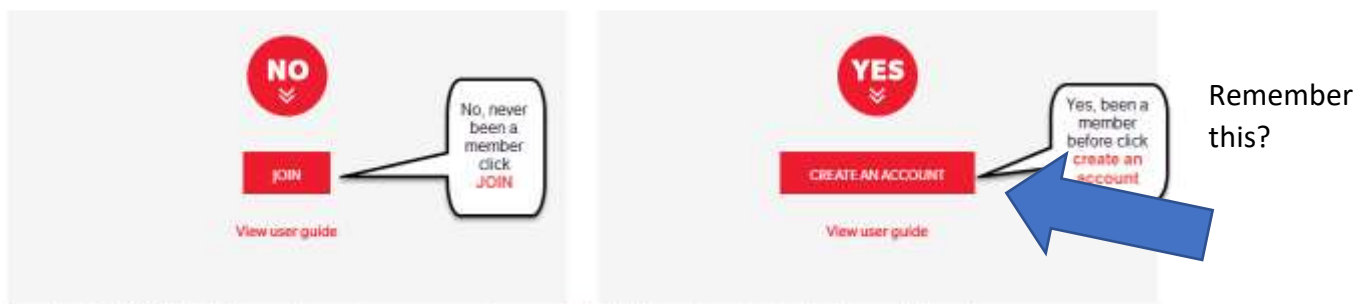 NO
No, never
been a
member
click
JOIN
JOIN
View user guide
YES
Yes, been a
member
before click
create an
account
CREATE AN ACCOUNT
View user guide
Remember
this?